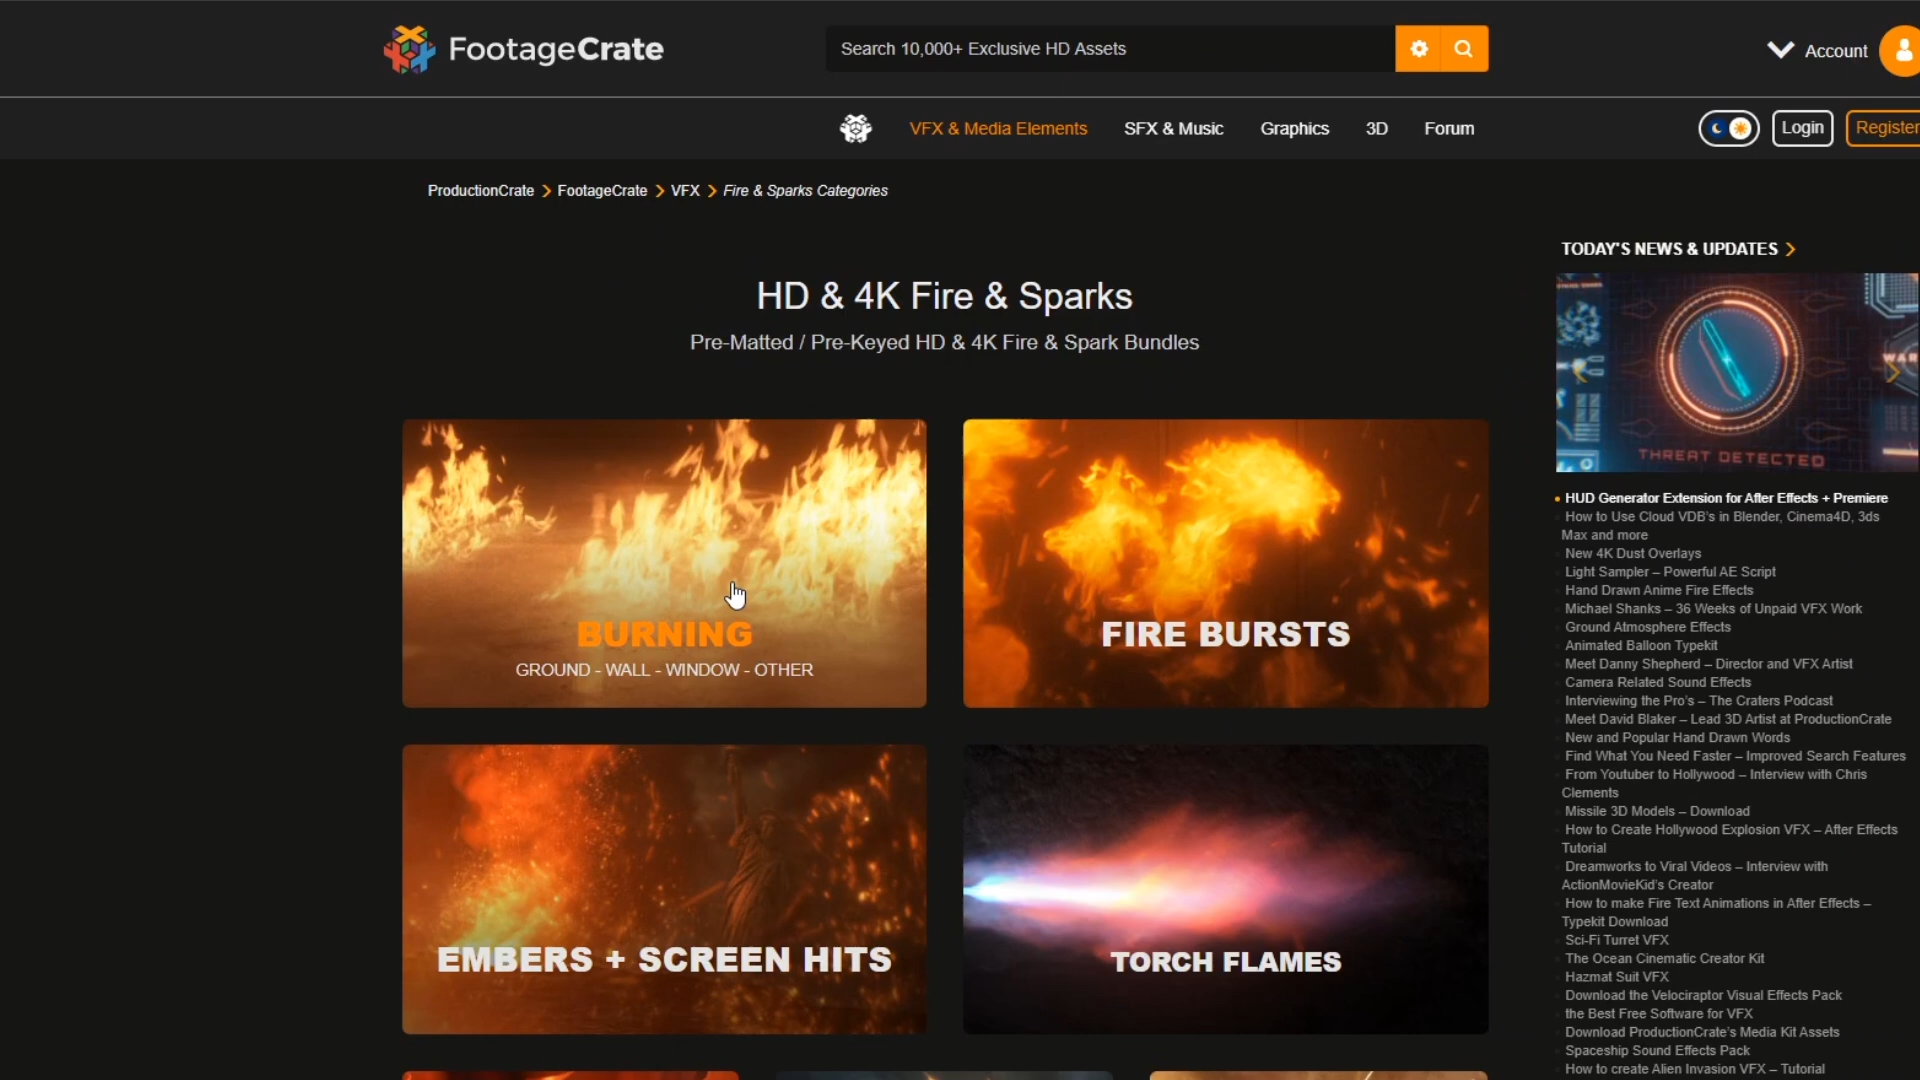 FootageCrate
Search 10,000+ Exclusive HD Assets
Account
VFX & Media Elements
SFX & Music
Graphics
3D
Forum
Login
Register
ProductionCrate
FootageCrate
VFX
Fire & Sparks Categories
HD & 4K Fire & Sparks
Pre-Matted / Pre-Keyed HD & 4K Fire & Spark Bundles
BURNING
GROUND - WALL - WINDOW - OTHER
FIRE BURSTS
EMBERS + SCREEN HITS
TORCH FLAMES
TODAY'S NEWS & UPDATES
WAR
THREAT DETECTED
HUD Generator Extension for After Effects + Premiere
How to Use Cloud VDB's in Blender, Cinema4D, 3ds
Max and more
New 4K Dust Overlays
Light Sampler – Powerful AE Script
Hand Drawn Anime Fire Effects
Michael Shanks – 36 Weeks of Unpaid VFX Work
Ground Atmosphere Effects
Animated Balloon Typekit
Meet Danny Shepherd – Director and VFX Artist
Camera Related Sound Effects
Interviewing the Pro's – The Craters Podcast
Meet David Blaker – Lead 3D Artist at ProductionCrate
New and Popular Hand Drawn Words
Find What You Need Faster – Improved Search Features
From Youtuber to Hollywood – Interview with Chris
Clements
Missile 3D Models – Download
How to Create Hollywood Explosion VFX – After Effects
Tutorial
Dreamworks to Viral Videos – Interview with
ActionMovieKid's Creator
How to make Fire Text Animations in After Effects –
Typekit Download
Sci-Fi Turret VFX
The Ocean Cinematic Creator Kit
Hazmat Suit VFX
Download the Velociraptor Visual Effects Pack
the Best Free Software for VFX
Download ProductionCrate's Media Kit Assets
Spaceship Sound Effects Pack
How to create Alien Invasion VFX – Tutorial